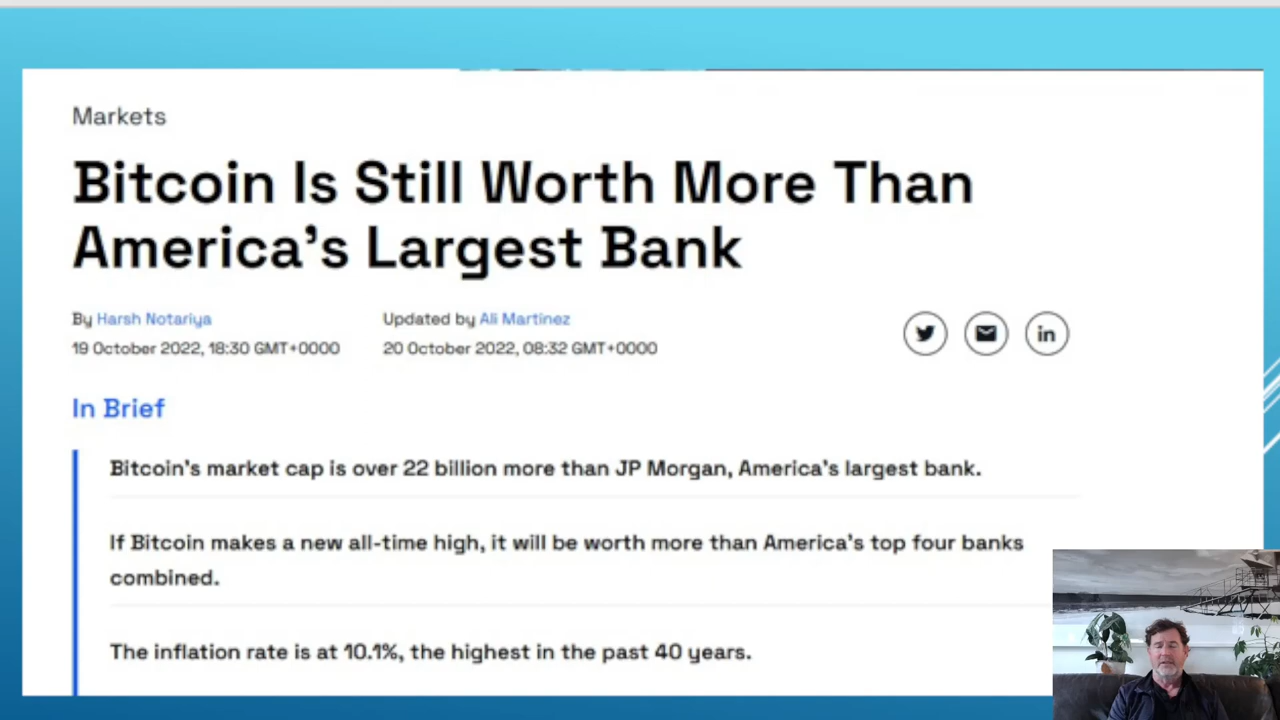 Markets
Bitcoin Is Still Worth More Than
America's Largest Bank
By Harsh Notariya
Updated by Ali Martinez
19 October 2022, 18:30 GMT+0000
20 October 2022, 08:32 GMT+0000
In Brief
Bitcoin's market cap is over 22 billion more than JP Morgan, America's largest bank.
If Bitcoin makes a new all-time high, it will be worth more than America's top four banks
combined.
The inflation rate is at 10.1%, the highest in the past 40 years.